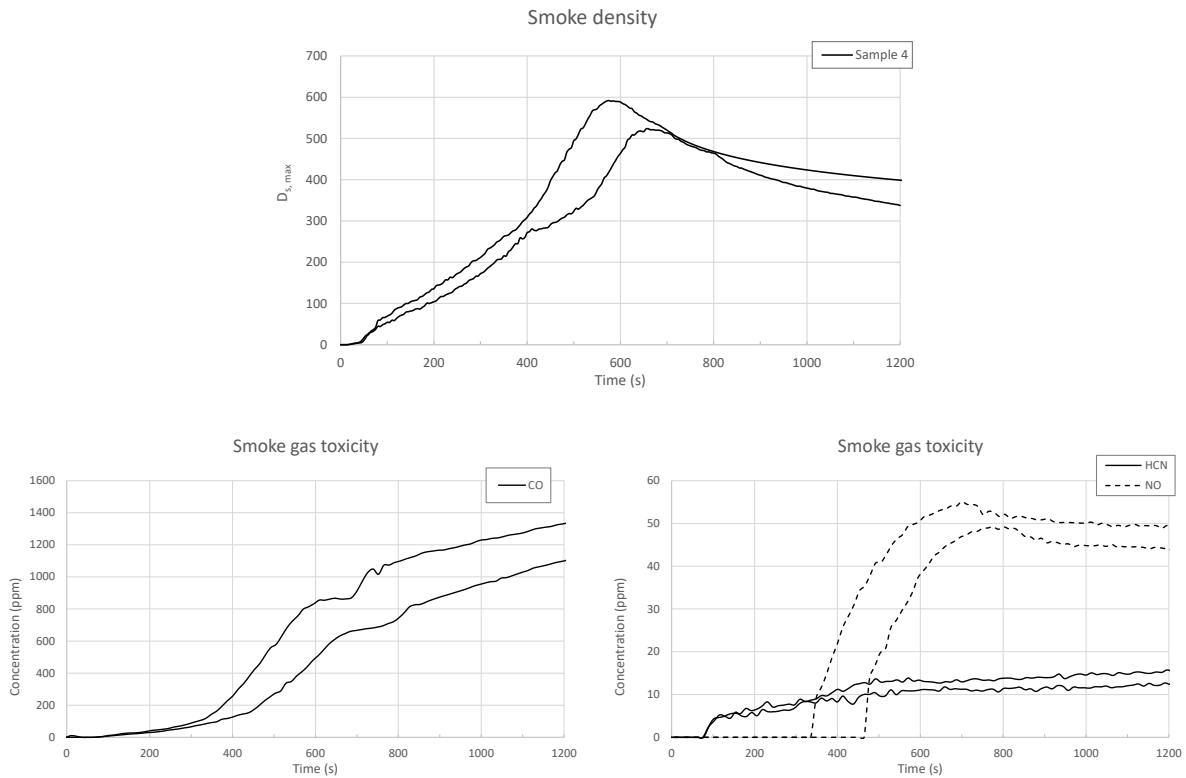 Smoke density
Sample 4
700
600
500
400
300
200
100
0
D s, max
0 200 400 600 800 1000 1200
Time (s)
Smoke gas toxicity
CO
1600
1400
1200
1000
800
600
400
200
0
Concentration (ppm)
0 200 400 600 800 1000 1200
Time (s)
Smoke gas toxicity
HCN
NO
60
50
40
30
20
10
0
Concentration (ppm)
0 200 400 600 800 1000 1200
Time (s)